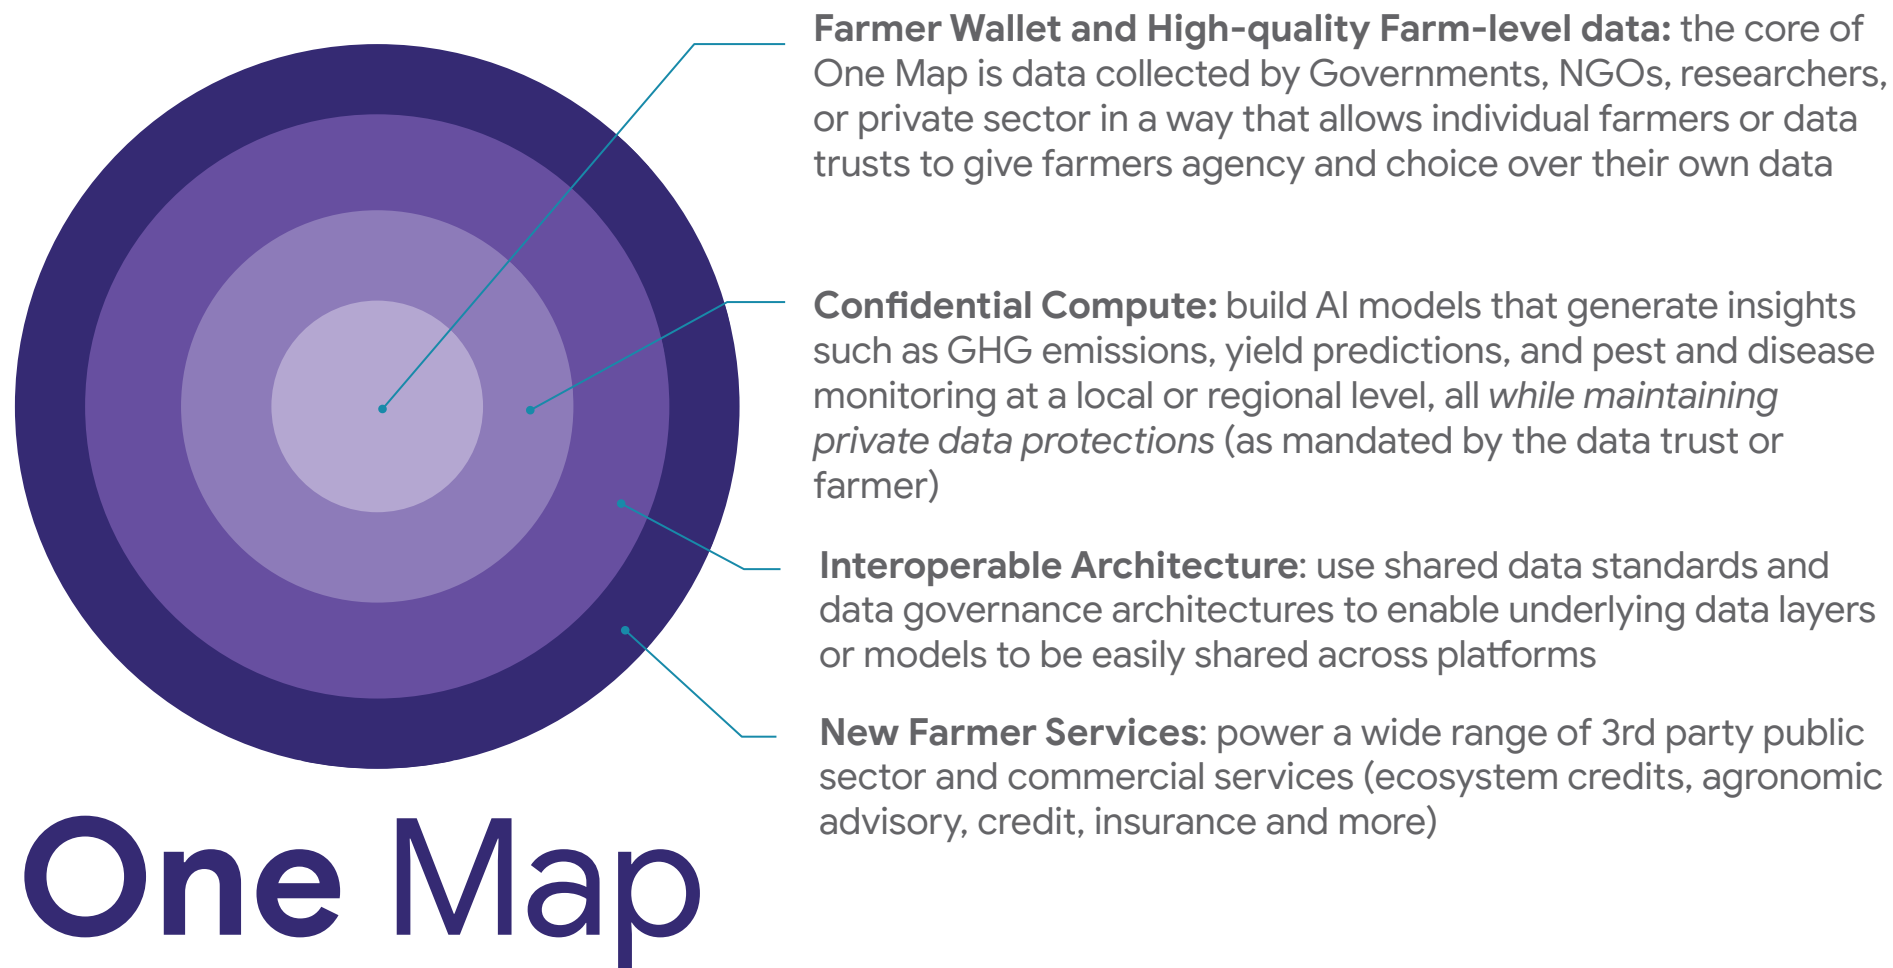 Farmer Wallet and High-quality Farm-level data: the core of
One Map is data collected by Governments, NGOs, researchers,
or private sector in a way that allows individual farmers or data
trusts to give farmers agency and choice over their own data
Confidential Compute: build AI models that generate insights
such as GHG emissions, yield predictions, and pest and disease
monitoring at a local or regional level, all while maintaining
private data protections (as mandated by the data trust or
farmer)
Interoperable Architecture: use shared data standards and
data governance architectures to enable underlying data layers
or models to be easily shared across platforms
New Farmer Services: power a wide range of 3rd party public
sector and commercial services (ecosystem credits, agronomic
advisory, credit, insurance and more)
One Map